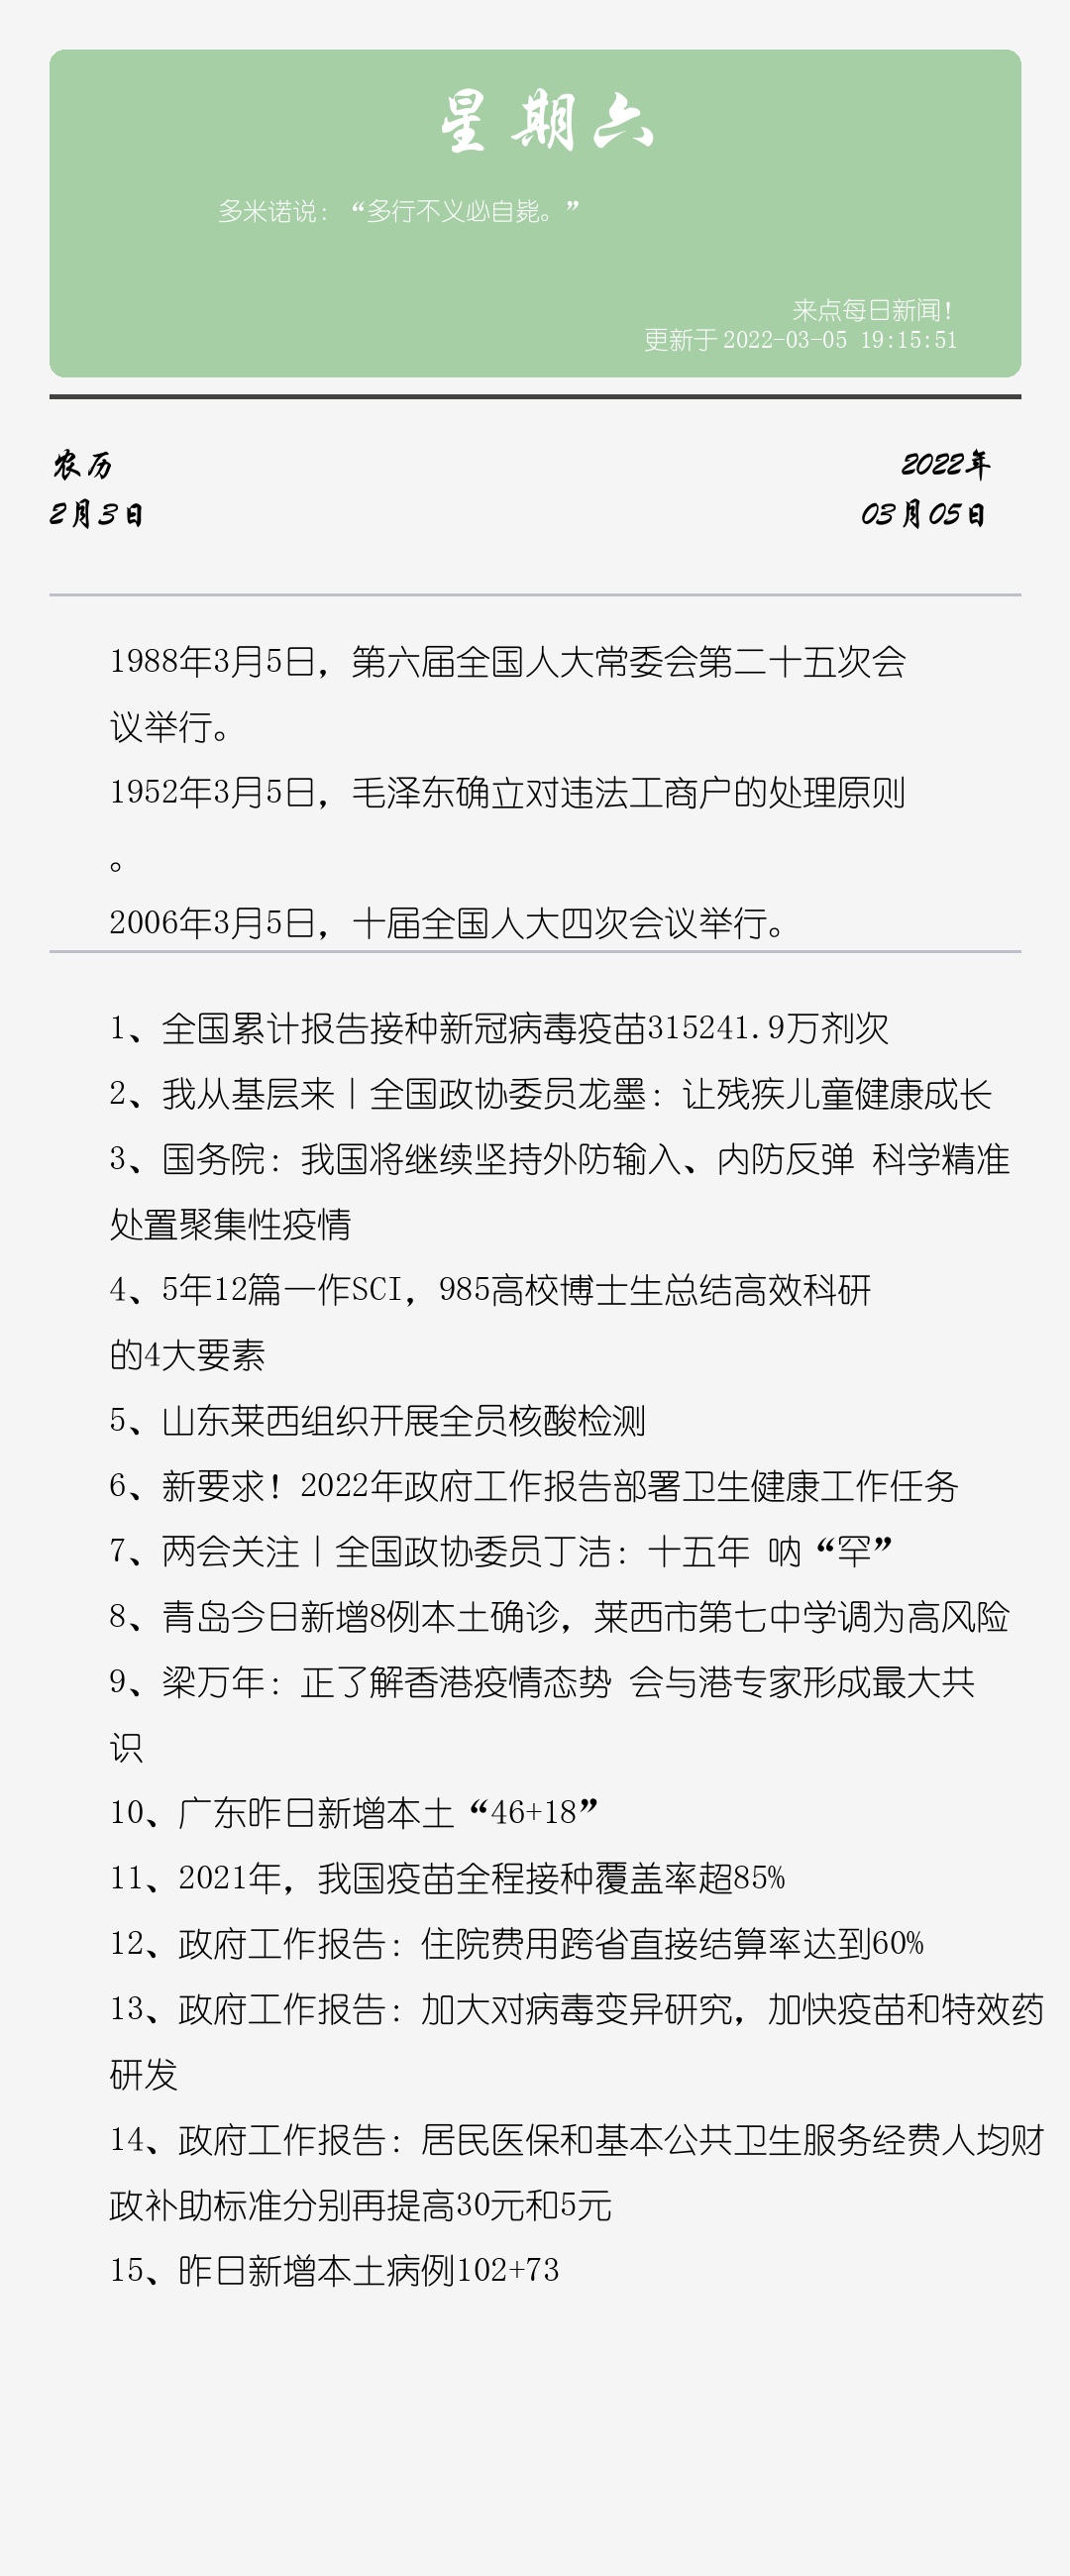 星期六
多米诺说：“多行不义必自毙。”
来点每日新闻！
更新于2022-03-05 19:15:51
农历
2022年
2月3日
03月05日
1988年3月5日，第六届全国人大常委会第二十五次会
议举行。
1952年3月5日，毛泽东确立对违法工商户的处理原则
。
2006年3月5日，十届全国人大四次会议举行。
1、全国累计报告接种新冠病毒疫苗315241.9万剂次
2、我从基层来丨全国政协委员龙墨：让残疾儿童健康成长
3、国务院：我国将继续坚持外防输入、内防反弹 科学精准
处置聚集性疫情
4、5年12篇一作SCI，985高校博士生总结高效科研
的4大要素
5、山东莱西组织开展全员核酸检测
6、新要求！2022年政府工作报告部署卫生健康工作任务
7、两会关注丨全国政协委员丁洁：十五年 呐“罕”
8、青岛今日新增8例本土确诊，莱西市第七中学调为高风险
9、梁万年：正了解香港疫情态势 会与港专家形成最大共
识
10、广东昨日新增本土“46+18”
11、2021年，我国疫苗全程接种覆盖率超85%
12、政府工作报告：住院费用跨省直接结算率达到60%
13、政府工作报告：加大对病毒变异研究，加快疫苗和特效药
研发
14、政府工作报告：居民医保和基本公共卫生服务经费人均财
政补助标准分别再提高30元和5元
15、昨日新增本土病例102+73